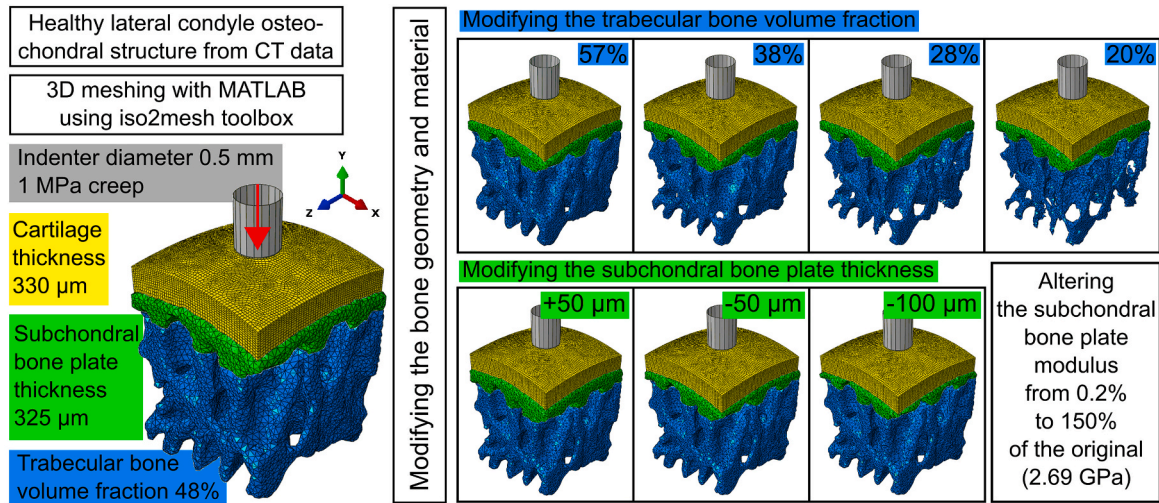 Healthy lateral condyle osteo-
chondral structure from CT data
3D meshing with MATLAB
using iso2mesh toolbox
Indenter diameter 0.5 mm
1 MPa creep
Y
Z
X
Cartilage
thickness
330 µm
Subchondral
bone plate
thickness
325 µm
Trabecular bone
volume fraction 48%
Modifying the bone geometry and material
Modifying the trabecular bone volume fraction
57%
38%
28%
20%
Modifying the subchondral bone plate thickness
+50 µm
-50 µm
-100 µm
Altering
the subchondral
bone plate
modulus
from 0.2%
to 150%
of the original
(2.69 GPa)